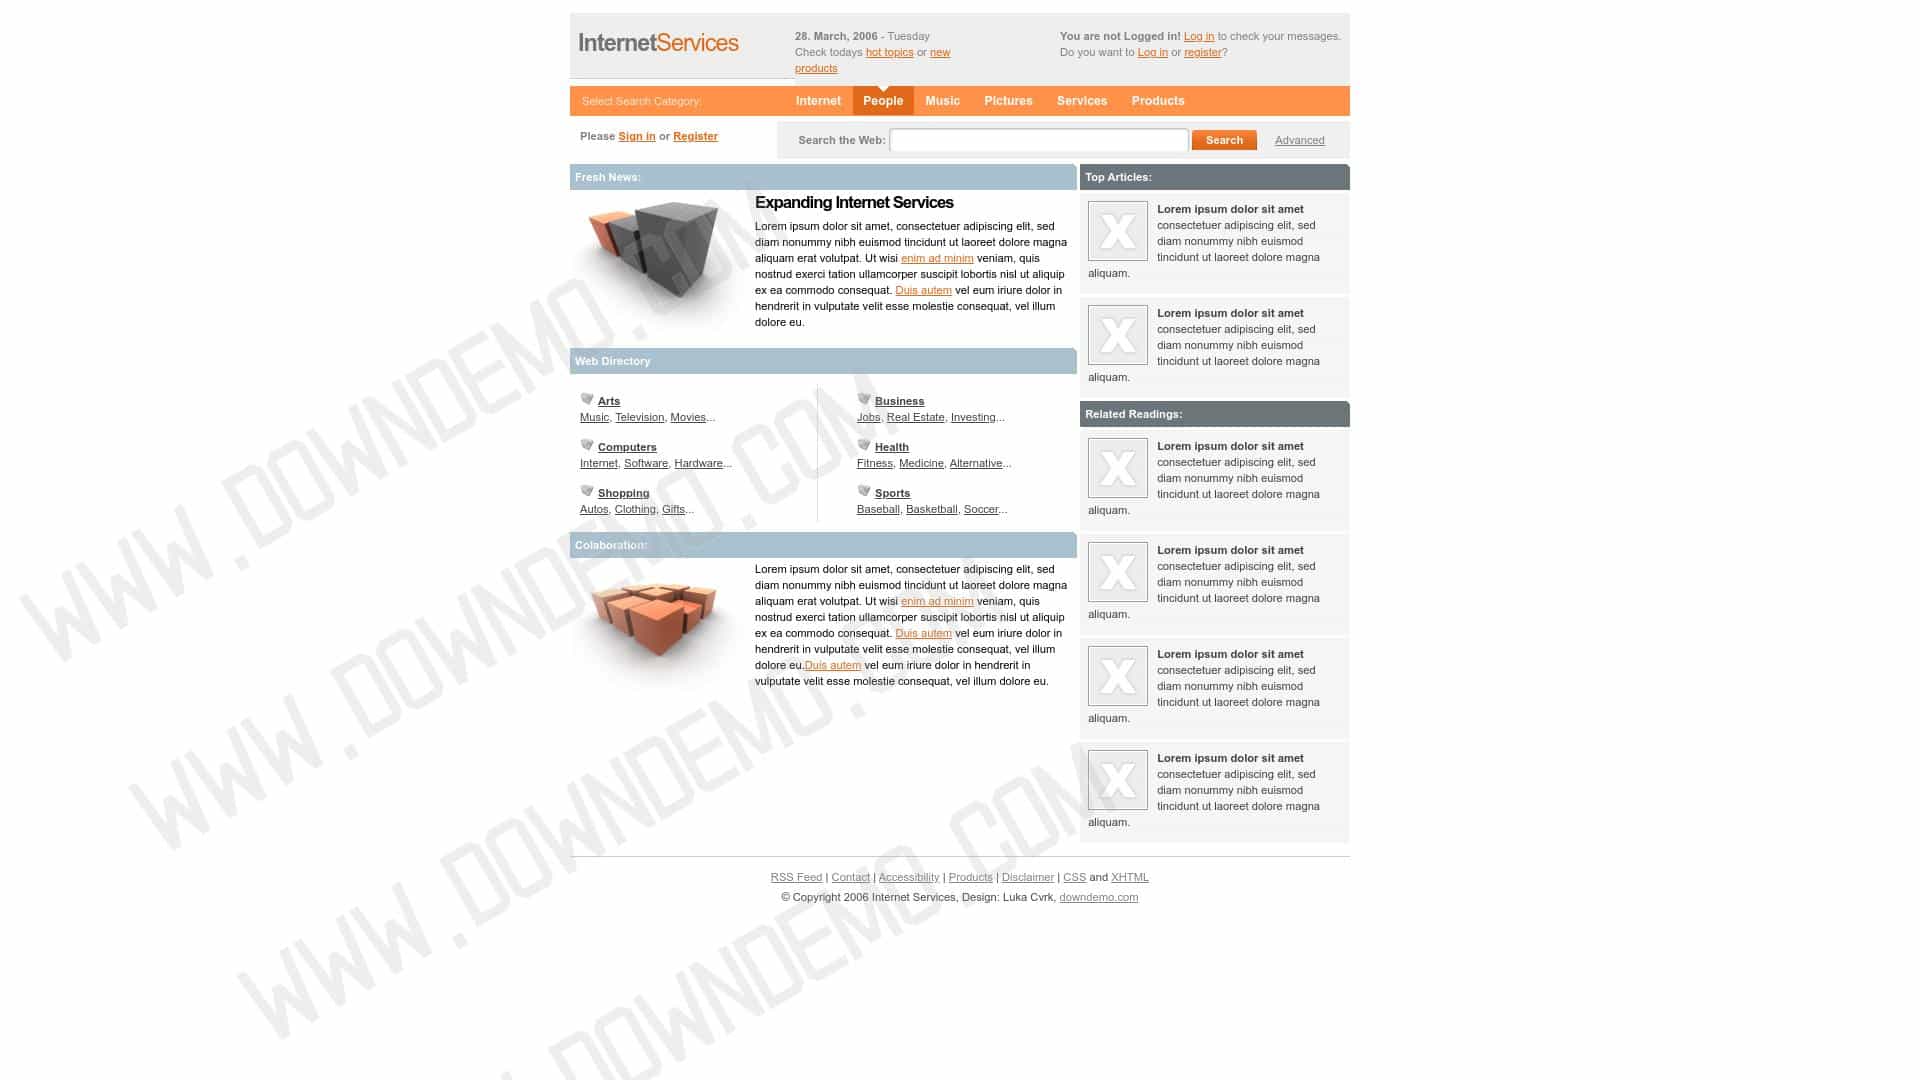 InternetServices
28. March, 2006 - Tuesday
Check todays hot topics or new
products
You are not Logged in! Log in to check your messages.
Do you want to Log in or register?
Select Search Category:
Internet People Music Pictures Services Products
Please Sign in or Register
Search the Web: Search Advanced
Fresh News:
Expanding Internet Services
Lorem ipsum dolor sit amet, consectetuer adipiscing elit, sed
diam nonummy nibh euismod tincidunt ut laoreet dolore magna
aliquam erat volutpat. Ut wisi enim ad minim veniam, quis
nostrud exerci tation ullamcorper suscipit lobortis nisl ut aliquip
ex ea commodo consequat. Duis autem vel eum iriure dolor in
hendrerit in vulputate velit esse molestie consequat, vel illum
dolore eu.
Web Directory
Arts
Music, Television, Movies...
Computers
Internet, Software, Hardware...
Shopping
Autos, Clothing, Gifts...
Business
Jobs, Real Estate, Investing...
Health
Fitness, Medicine, Alternative...
Sports
Baseball, Basketball, Soccer...
Colaboration:
Lorem ipsum dolor sit amet, consectetuer adipiscing elit, sed
diam nonummy nibh euismod tincidunt ut laoreet dolore magna
aliquam erat volutpat. Ut wisi enim ad minim veniam, quis
nostrud exerci tation ullamcorper suscipit lobortis nisl ut aliquip
ex ea commodo consequat. Duis autem vel eum iriure dolor in
hendrerit in vulputate velit esse molestie consequat, vel illum
dolore eu.Duis autem vel eum iriure dolor in hendrerit in
vulputate velit esse molestie consequat, vel illum dolore eu.
Top Articles:
Lorem ipsum dolor sit amet
consectetuer adipiscing elit, sed
diam nonummy nibh euismod
tincidunt ut laoreet dolore magna
aliquam.
Lorem ipsum dolor sit amet
consectetuer adipiscing elit, sed
diam nonummy nibh euismod
tincidunt ut laoreet dolore magna
aliquam.
Related Readings:
Lorem ipsum dolor sit amet
consectetuer adipiscing elit, sed
diam nonummy nibh euismod
tincidunt ut laoreet dolore magna
aliquam.
Lorem ipsum dolor sit amet
consectetuer adipiscing elit, sed
diam nonummy nibh euismod
tincidunt ut laoreet dolore magna
aliquam.
Lorem ipsum dolor sit amet
consectetuer adipiscing elit, sed
diam nonummy nibh euismod
tincidunt ut laoreet dolore magna
aliquam.
Lorem ipsum dolor sit amet
consectetuer adipiscing elit, sed
diam nonummy nibh euismod
tincidunt ut laoreet dolore magna
aliquam.
RSS Feed | Contact | Accessibility | Products | Disclaimer | CSS and XHTML
© Copyright 2006 Internet Services, Design: Luka Cvrk, downdemo.com
WWW.DOWNDEMO.COM
WWW.DOWNDEMO.COM
WWW.DOWNDEMO.COM
DOWNDEMO.COM